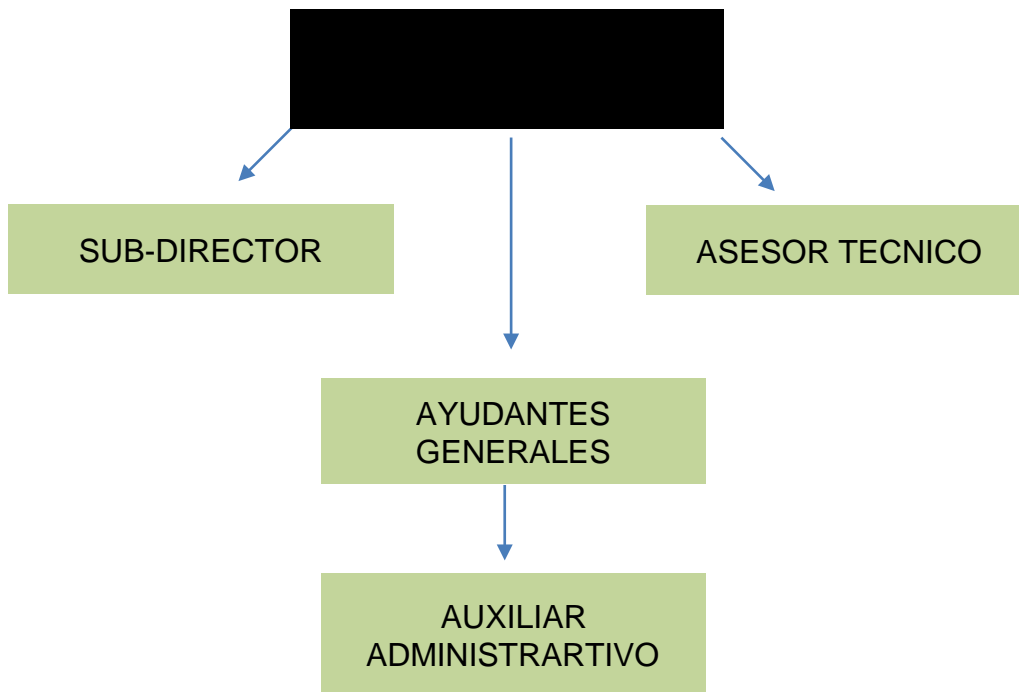 SUB-DIRECTOR
ASESOR TECNICO
AYUDANTES
GENERALES
AUXILIAR
ADMINISTRARTIVO